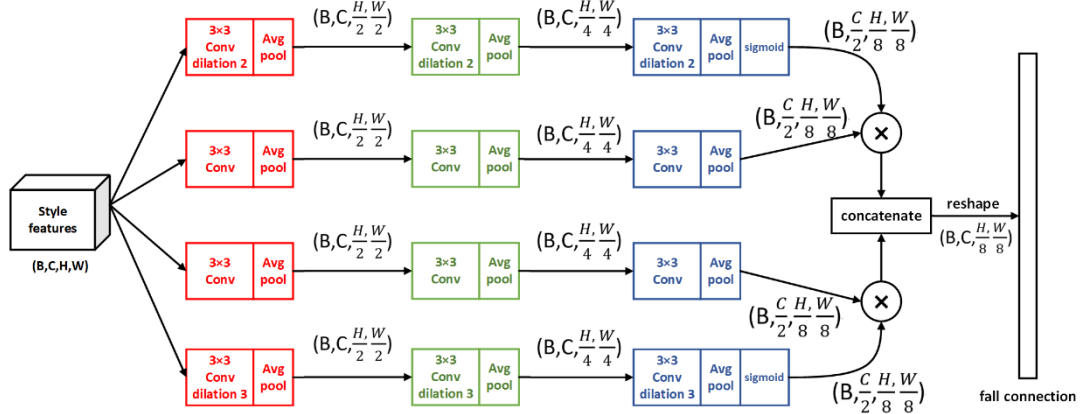 3×3 Conv dilation 2
Avg pool
(B,C,H/2,W/2)
3×3 Conv dilation 2
Avg pool
(B,C,H/4,W/4)
3×3 Conv dilation 2
Avg pool
sigmoid
(B,C/2,H/8,W/8)
3×3 Conv
Avg pool
(B,C,H/2,W/2)
3×3 Conv
Avg pool
(B,C,H/4,W/4)
3×3 Conv
Avg pool
(B,C/2,H/8,W/8)
×
Style features
(B,C,H,W)
concatenate
reshape
(B,C,H/8,W/8)
3×3 Conv
Avg pool
(B,C,H/2,W/2)
3×3 Conv
Avg pool
(B,C,H/4,W/4)
3×3 Conv
Avg pool
(B,C/2,H/8,W/8)
×
3×3 Conv dilation 3
Avg pool
(B,C,H/2,W/2)
3×3 Conv dilation 3
Avg pool
(B,C,H/4,W/4)
3×3 Conv dilation 3
Avg pool
sigmoid
(B,C/2,H/8,W/8)
fall connection